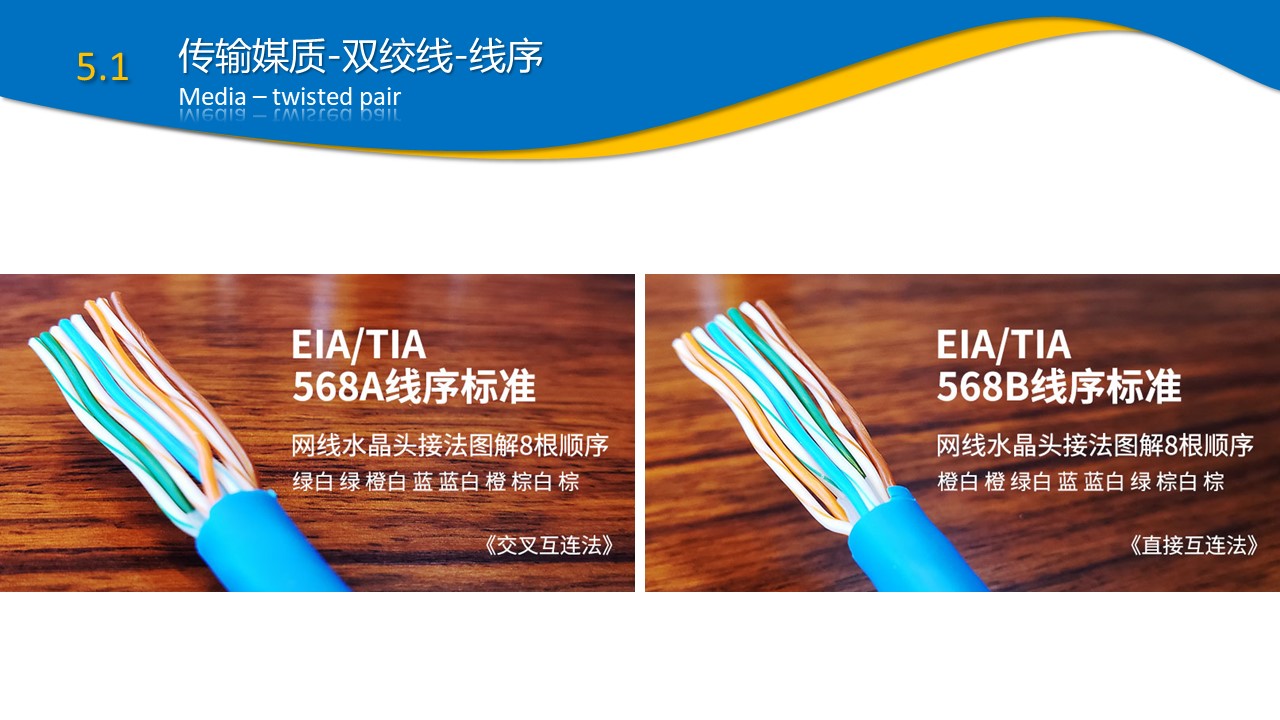 5.1
传输媒质-双绞线-线序
Media – twisted pair
EIA/TIA
568A线序标准
网线水晶头接法图解8根顺序
绿白 绿 橙白 蓝 蓝白 橙 棕白 棕
《交叉互连法》
EIA/TIA
568B线序标准
网线水晶头接法图解8根顺序
橙白 橙 绿白 蓝 蓝白 绿 棕白 棕
《直接互连法》